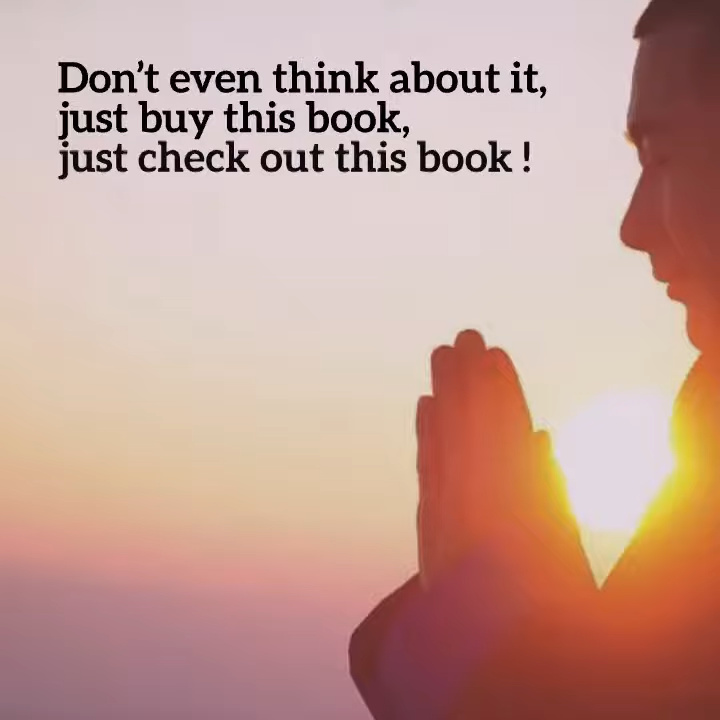 Don’t even think about it,
just buy this book,
just check out this book !